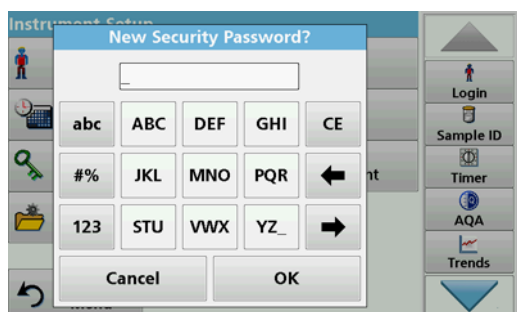 Instrument Setup
New Security Password?
_
abc ABC DEF GHI CE
#% JKL MNO PQR
123 STU VWX YZ_
Cancel OK
nt
Menu
Login
Sample ID
Timer
AQA
Trends